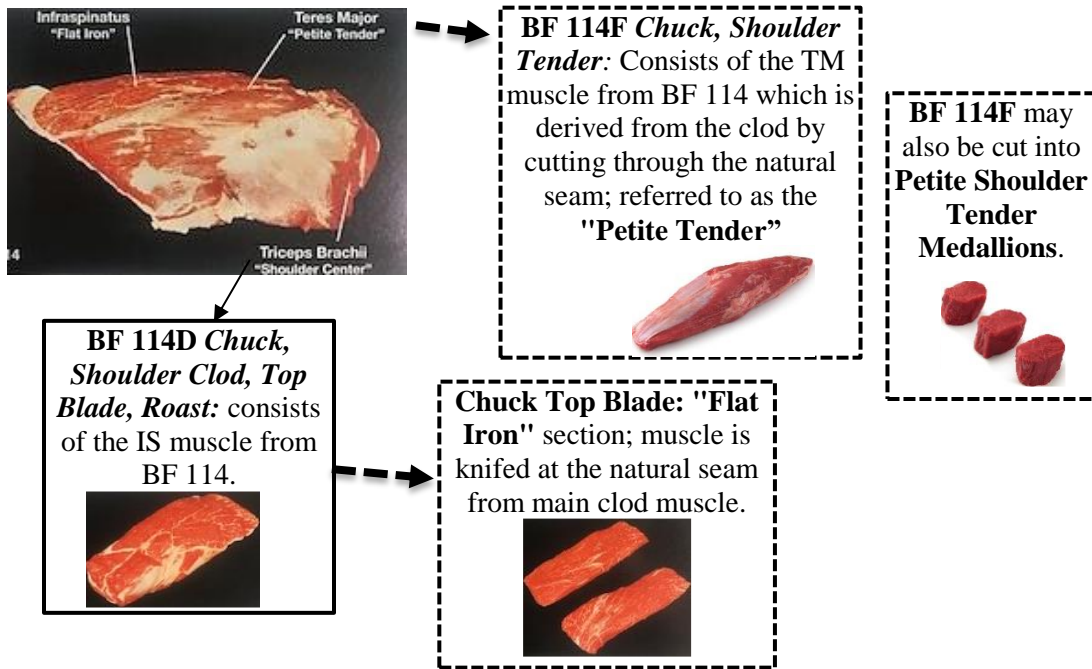 Infraspinatus
"Flat Iron"
Teres Major
"Petite Tender"
14
Triceps Brachii
"Shoulder Center"
BF 114F Chuck, Shoulder
Tender: Consists of the TM
muscle from BF 114 which is
derived from the clod by
cutting through the natural
seam; referred to as the
"Petite Tender”
BF 114F may
also be cut into
Petite Shoulder
Tender
Medallions.
BF 114D Chuck,
Shoulder Clod, Top
Blade, Roast: consists
of the IS muscle from
BF 114.
Chuck Top Blade: "Flat
Iron" section; muscle is
knifed at the natural seam
from main clod muscle.